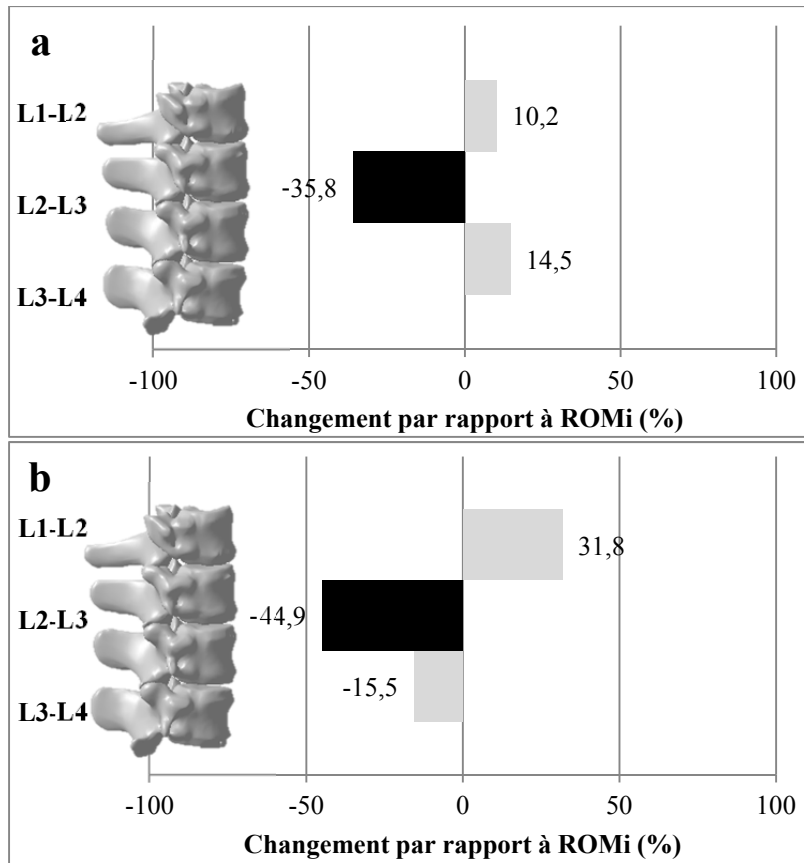 a
L1-L2
10,2
L2-L3
-35,8
L3-L4
14,5
-100 -50 0 50 100
Changement par rapport à ROMi (%)
b
L1-L2
31,8
L2-L3
-44,9
L3-L4
-15,5
-100 -50 0 50 100
Changement par rapport à ROMi (%)